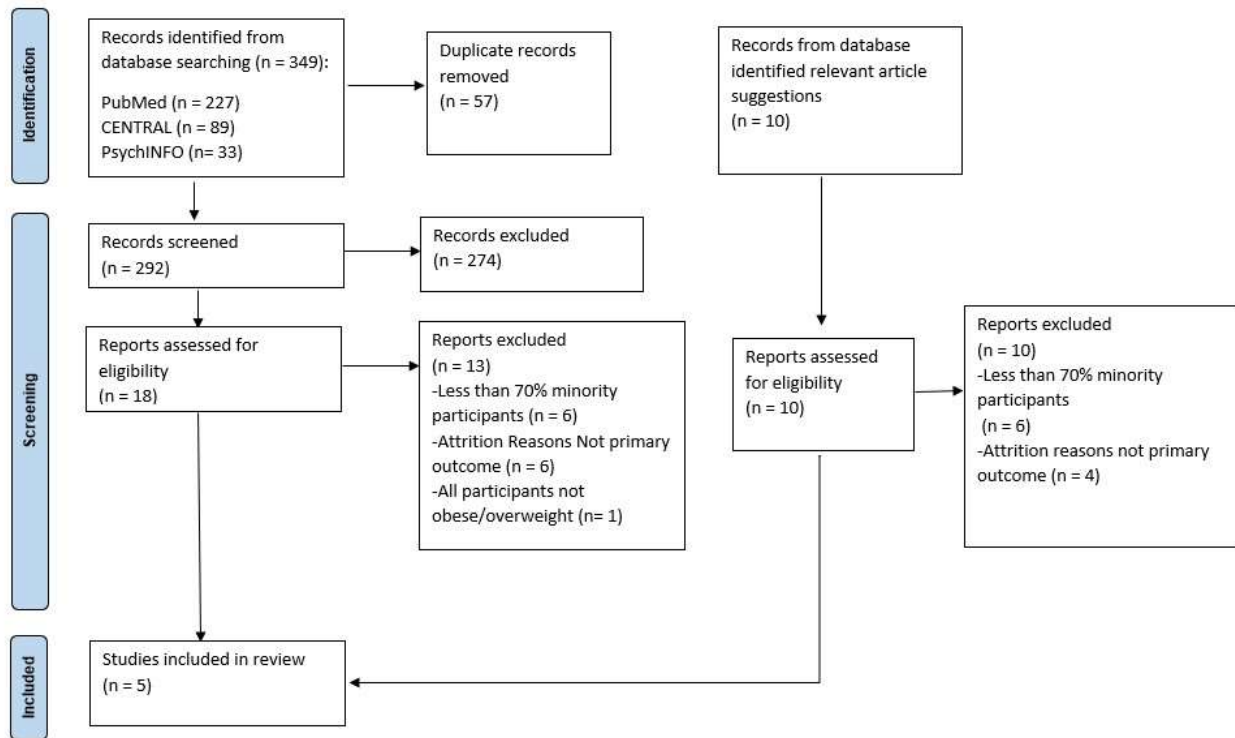 Identification
Records identified from
database searching (n = 349):
PubMed (n = 227)
CENTRAL (n = 89)
PsychINFO (n= 33)
Duplicate records
removed
(n = 57)
Records from database
identified relevant article
suggestions
(n = 10)
Screening
Records screened
(n = 292)
Records excluded
(n = 274)
Reports assessed for
eligibility
(n = 18)
Reports excluded
(n = 13)
-Less than 70% minority
participants (n = 6)
-Attrition Reasons Not primary
outcome (n = 6)
-All participants not
obese/overweight (n= 1)
Reports assessed
for eligibility
(n = 10)
Reports excluded
(n = 10)
-Less than 70% minority
participants
(n = 6)
-Attrition reasons not primary
outcome (n = 4)
Included
Studies included in review
(n = 5)